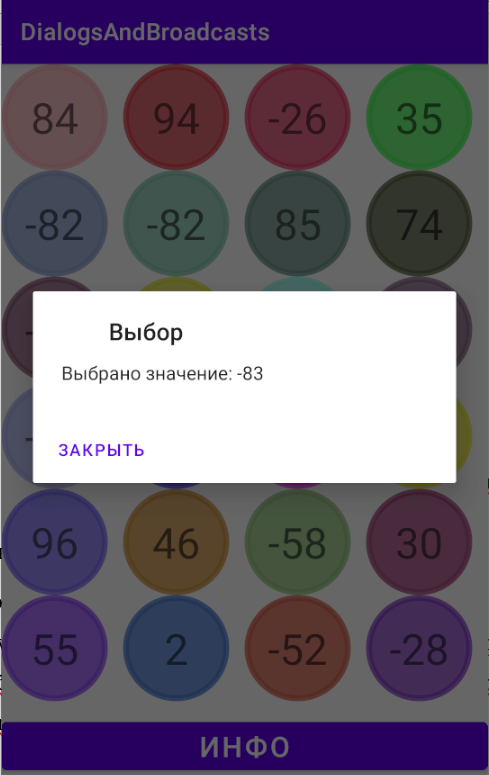 DialogsAndBroadcasts
84 94 -26 35
-82 -82 85 74
Выбор
Выбрано значение: -83
ЗАКРЫТЬ
96 46 -58 30
55 2 -52 -28
ИНФО